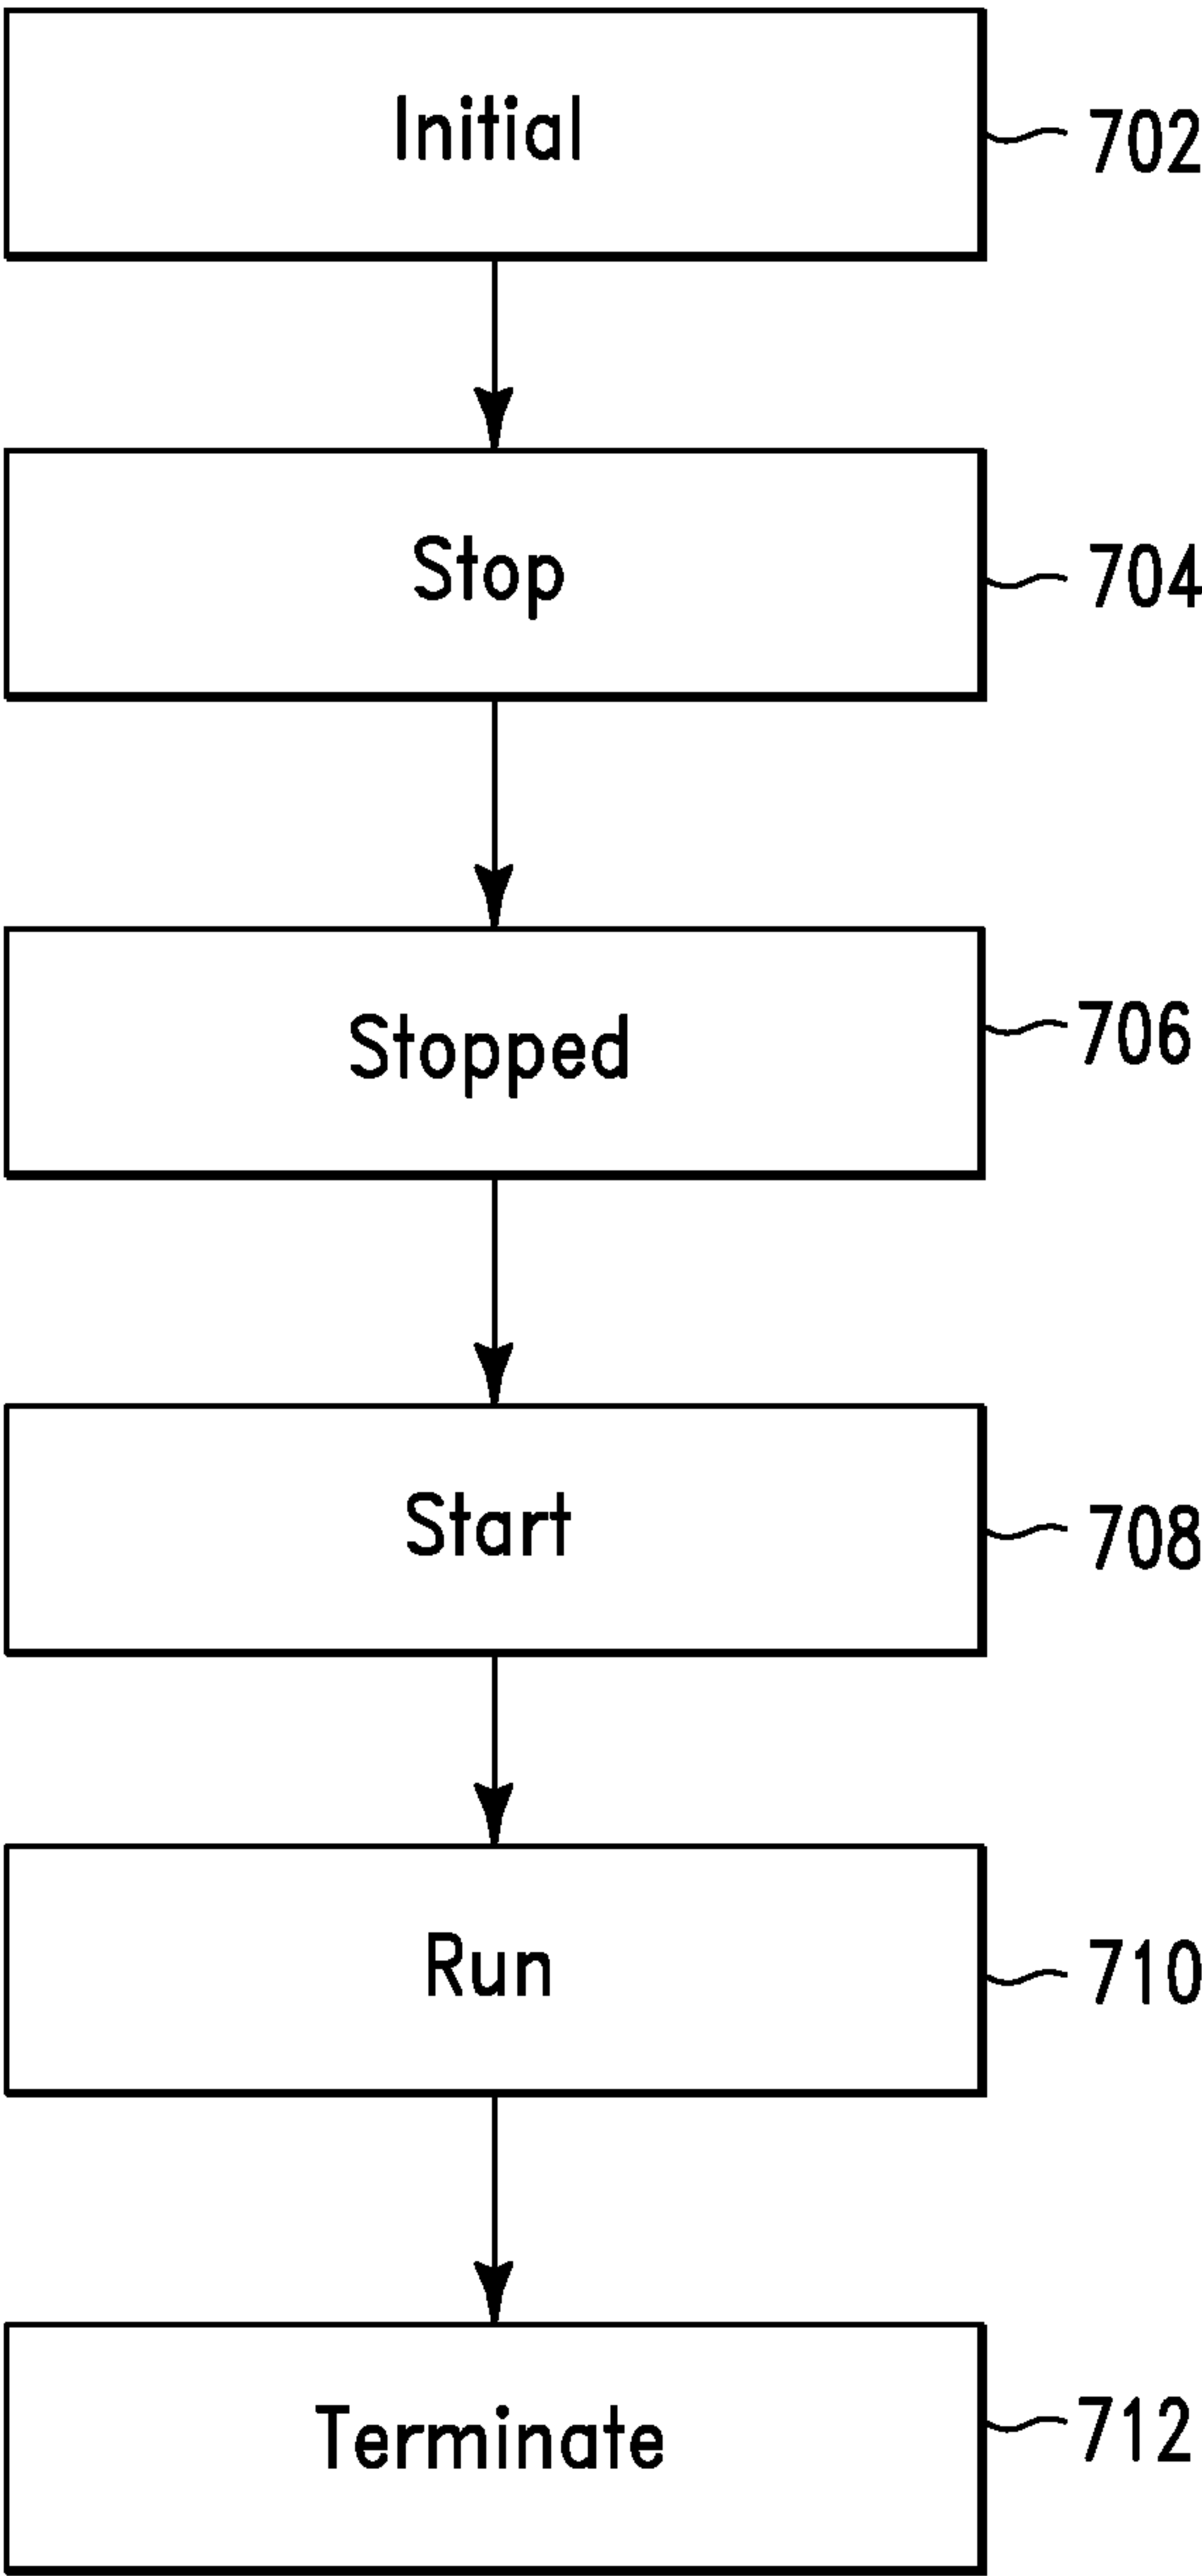 Initial 702
Stop 704
Stopped 706
Start 708
Run 710
Terminate 712